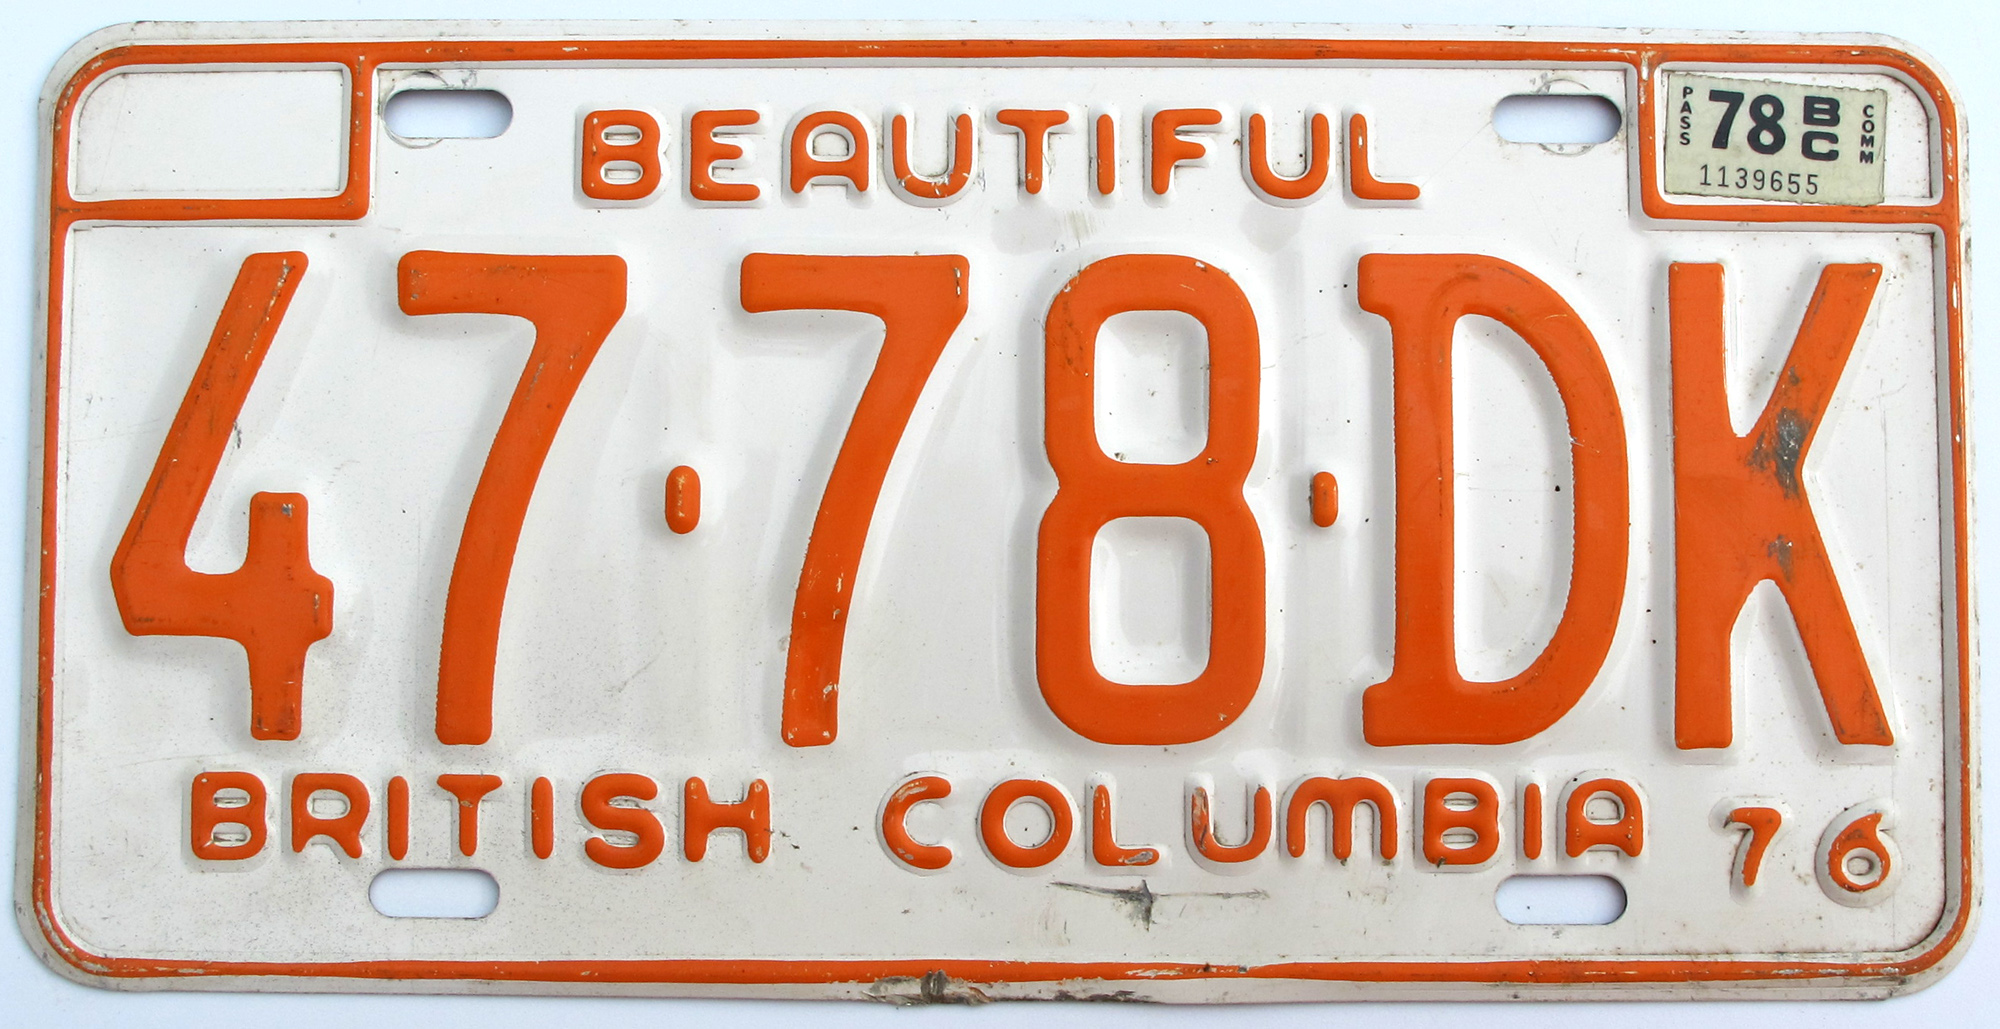 BEAUTIFUL
PASS 78 BC COMM
1139655
47·78·DK
BRITISH COLUMBIA 76